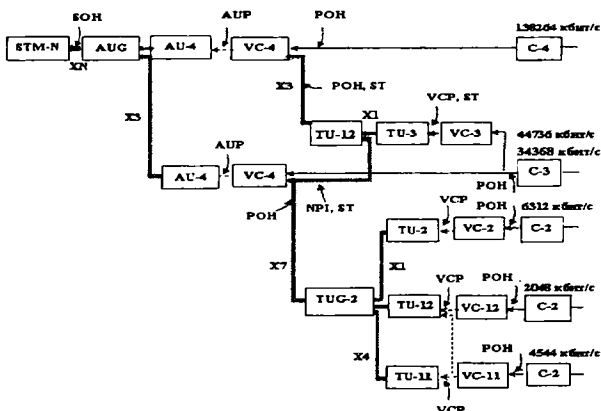 SOH AUP POH 138264 кбит/с
STM-N AUG AU-4 VC-4 C-4
XN
X3 POH, ST
X3 X1 VCP, ST
TU-12 TU-3 VC-3
44736 кбит/с
34368 кбит/с
AUP
AU-4 VC-4 C-3
POH NPI, ST POH
VCP POH 6312 кбит/с
TU-2 VC-2 C-2
X7 X1
VCP POH 2048 кбит/с
TUG-2 TU-12 VC-12 C-2
X4 POH 4544 кбит/с
TU-11 VC-11 C-2
VCP